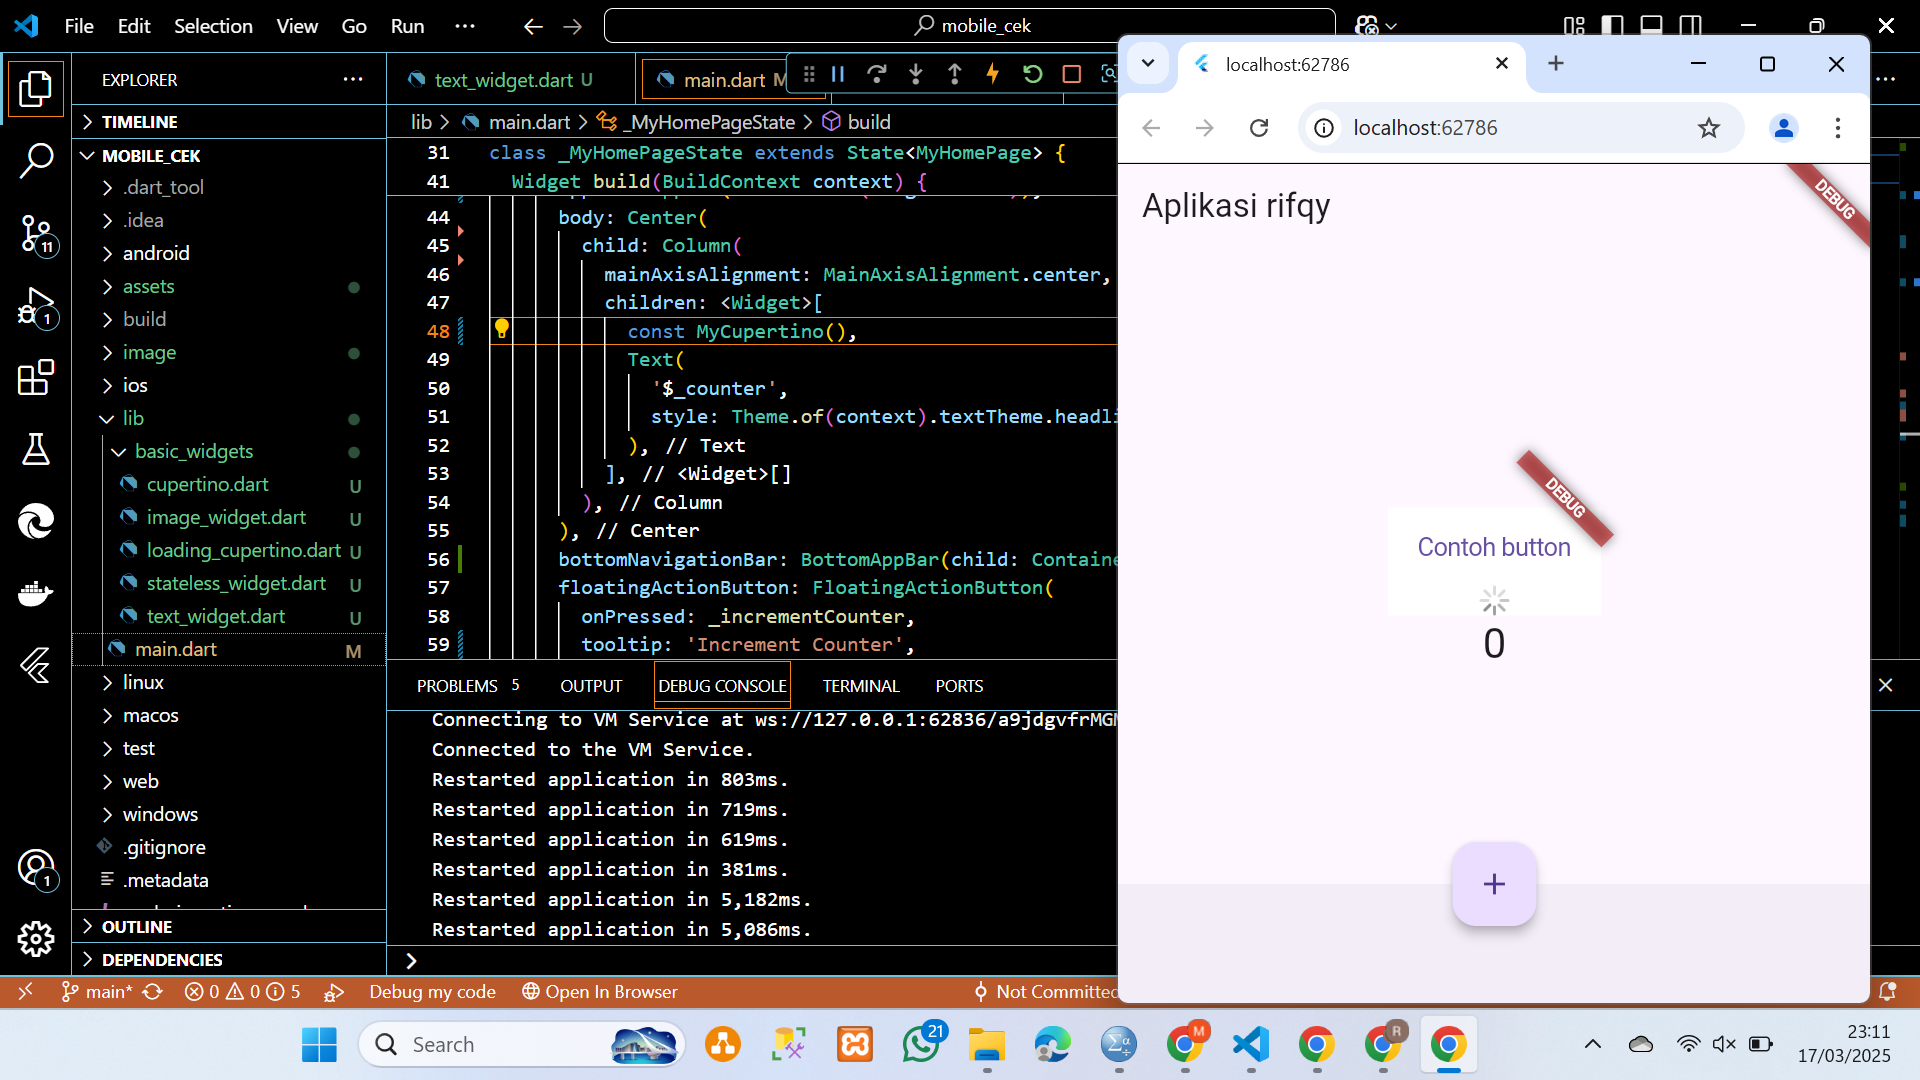 File Edit Selection View Go Run
mobile_cek
EXPLORER
TIMELINE
MOBILE_CEK
.dart_tool
.idea
android
assets
build
image
ios
lib
basic_widgets
cupertino.dart U
image_widget.dart U
loading_cupertino.dart U
stateless_widget.dart U
text_widget.dart U
main.dart M
linux
macos
test
web
windows
.gitignore
.metadata
OUTLINE
DEPENDENCIES
11
1
1
text_widget.dart U
main.dart M
lib > main.dart > _MyHomePageState > build
31 class _MyHomePageState extends State<MyHomePage> {
41 Widget build(BuildContext context) {
44 body: Center(
45 child: Column(
46 mainAxisAlignment: MainAxisAlignment.center,
47 children: <Widget>[
48 const MyCupertino(),
49 Text(
50 '$_counter',
51 style: Theme.of(context).textTheme.headli
52 ), // Text
53 ], // <Widget>[]
54 ), // Column
55 ), // Center
56 bottomNavigationBar: BottomAppBar(child: Containe
57 floatingActionButton: FloatingActionButton(
58 onPressed: _incrementCounter,
59 tooltip: 'Increment Counter',
PROBLEMS 5 OUTPUT DEBUG CONSOLE TERMINAL PORTS
Connecting to VM Service at ws://127.0.0.1:62836/a9jdgvfrMGM
Connected to the VM Service.
Restarted application in 803ms.
Restarted application in 719ms.
Restarted application in 619ms.
Restarted application in 381ms.
Restarted application in 5,182ms.
Restarted application in 5,086ms.
main* 0 0 5 Debug my code Open In Browser Not Committed
localhost:62786
localhost:62786
Aplikasi rifqy
DEBUG
DEBUG
Contoh button
0
+
Search
21
M
R
23:11
17/03/2025